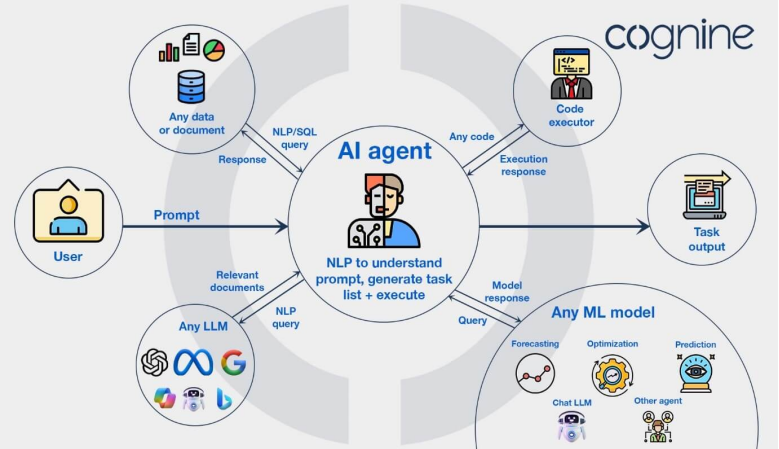 cognine
Any data
or document
NLP/SQL
query
Response
AI agent
NLP to understand
prompt, generate task
list + execute
Any code
Execution
response
Code
executor
User
Prompt
Task
output
Relevant
documents
NLP
query
Any LLM
Model
response
Query
Any ML model
Forecasting
Optimization
Prediction
Chat LLM
Other agent